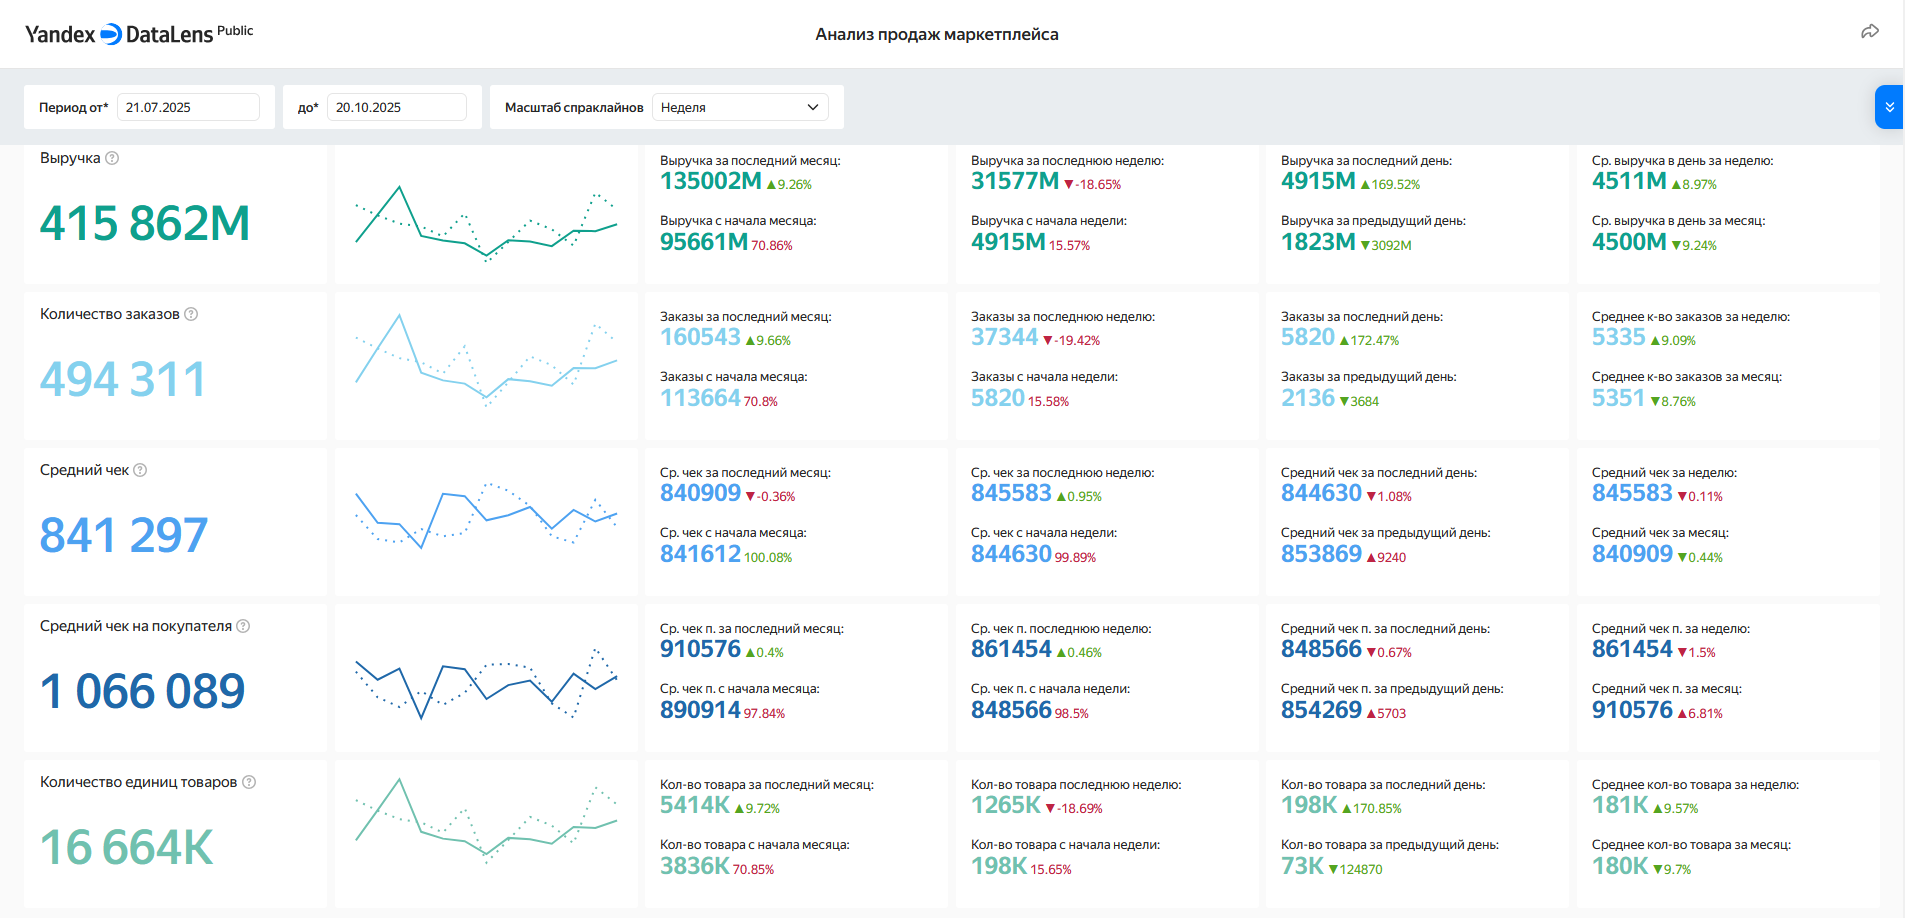 Yandex DataLens Public
Анализ продаж маркетплейса
Период от* 21.07.2025
до* 20.10.2025
Масштаб спраклайнов Неделя
Выручка
415 862M
Выручка за последний месяц:
135002M ▲9.26%
Выручка с начала месяца:
95661M 70.86%
Выручка за последнюю неделю:
31577M ▼-18.65%
Выручка с начала недели:
4915M 15.57%
Выручка за последний день:
4915M ▲169.52%
Выручка за предыдущий день:
1823M ▼3092M
Ср. выручка в день за неделю:
4511M ▲8.97%
Ср. выручка в день за месяц:
4500M ▼9.24%
Количество заказов
494 311
Заказы за последний месяц:
160543 ▲9.66%
Заказы с начала месяца:
113664 70.8%
Заказы за последнюю неделю:
37344 ▼-19.42%
Заказы с начала недели:
5820 15.58%
Заказы за последний день:
5820 ▲172.47%
Заказы за предыдущий день:
2136 ▼3684
Среднее к-во заказов за неделю:
5335 ▲9.09%
Среднее к-во заказов за месяц:
5351 ▼8.76%
Средний чек
841 297
Ср. чек за последний месяц:
840909 ▼-0.36%
Ср. чек с начала месяца:
841612 100.08%
Ср. чек за последнюю неделю:
845583 ▲0.95%
Ср. чек с начала недели:
844630 99.89%
Средний чек за последний день:
844630 ▼1.08%
Средний чек за предыдущий день:
853869 ▲9240
Средний чек за неделю:
845583 ▼0.11%
Средний чек за месяц:
840909 ▼0.44%
Средний чек на покупателя
1 066 089
Ср. чек п. за последний месяц:
910576 ▲0.4%
Ср. чек п. с начала месяца:
890914 97.84%
Ср. чек п. последнюю неделю:
861454 ▲0.46%
Ср. чек п. с начала недели:
848566 98.5%
Средний чек п. за последний день:
848566 ▼0.67%
Средний чек п. за предыдущий день:
854269 ▲5703
Средний чек п. за неделю:
861454 ▼1.5%
Средний чек п. за месяц:
910576 ▲6.81%
Количество единиц товаров
16 664K
Кол-во товара за последний месяц:
5414K ▲9.72%
Кол-во товара с начала месяца:
3836K 70.85%
Кол-во товара последнюю неделю:
1265K ▼-18.69%
Кол-во товара с начала недели:
198K 15.65%
Кол-во товара за последний день:
198K ▲170.85%
Кол-во товара за предыдущий день:
73K ▼124870
Среднее кол-во товара за неделю:
181K ▲9.57%
Среднее кол-во товара за месяц:
180K ▼9.7%